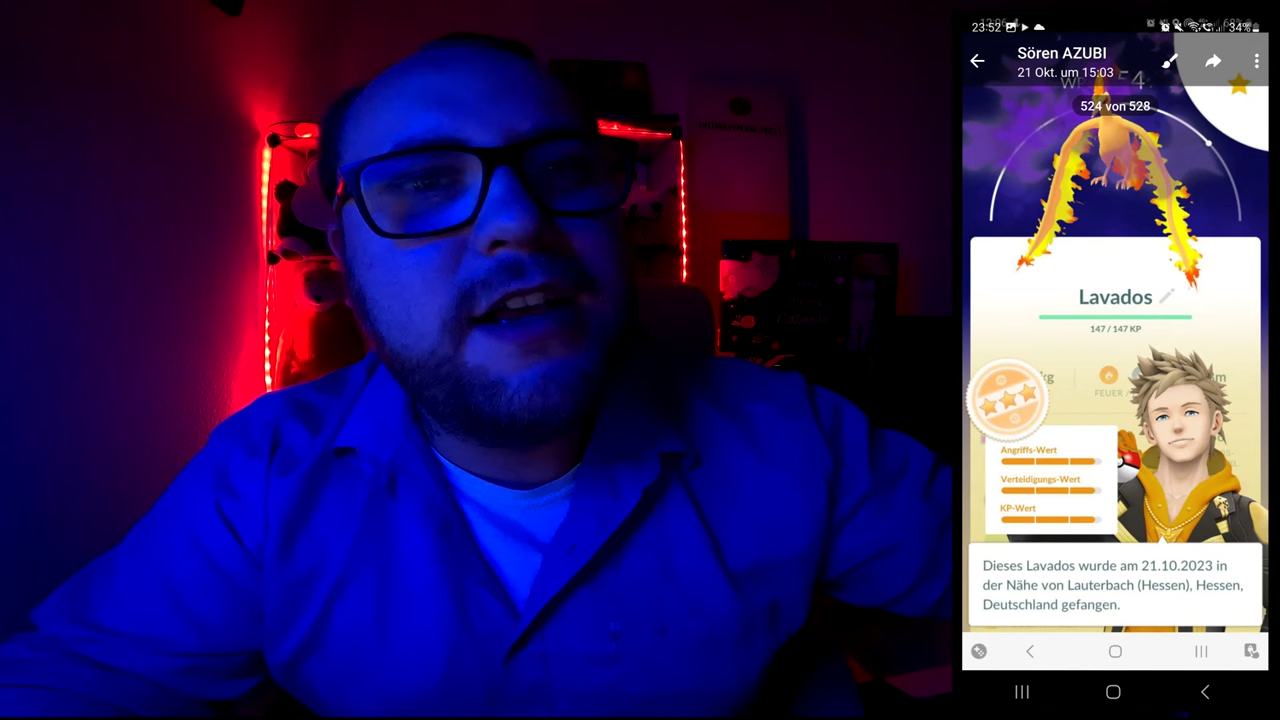 23:52
34%
Sören AZUBI
21 Okt. um 15:03
524 von 528
Lavados
147 / 147 KP
kg
FEUER /
m
Angriffs-Wert
Verteidigungs-Wert
KP-Wert
Dieses Lavados wurde am 21.10.2023 in
der Nähe von Lauterbach (Hessen), Hessen,
Deutschland gefangen.